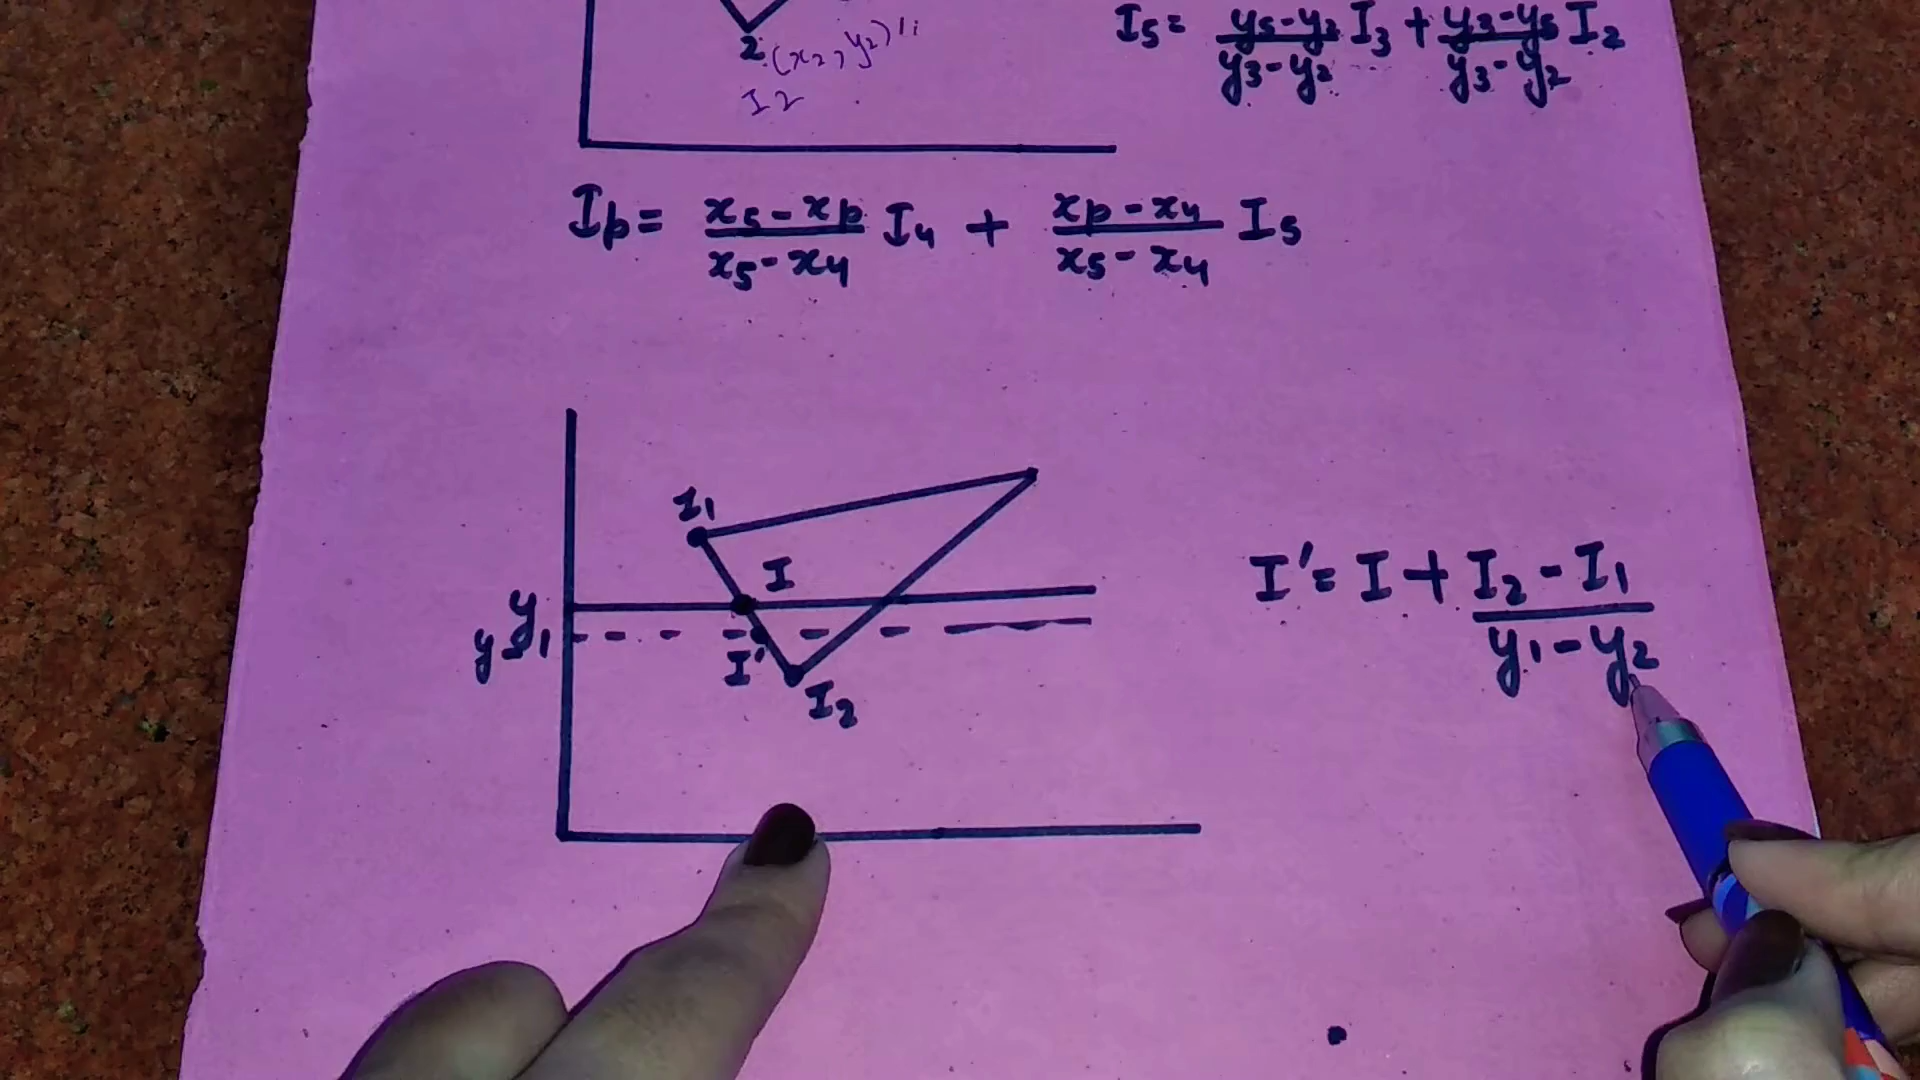 2 (x2, y2)
I2
I5 = y5-y2/y3-y2 I3 + y3-y5/y3-y2 I2
Ip = x5-xp/x5-x4 I4 + xp-x4/x5-x4 I5
I1
I
y
y-1
I'
I2
I' = I + I2-I1/y1-y2